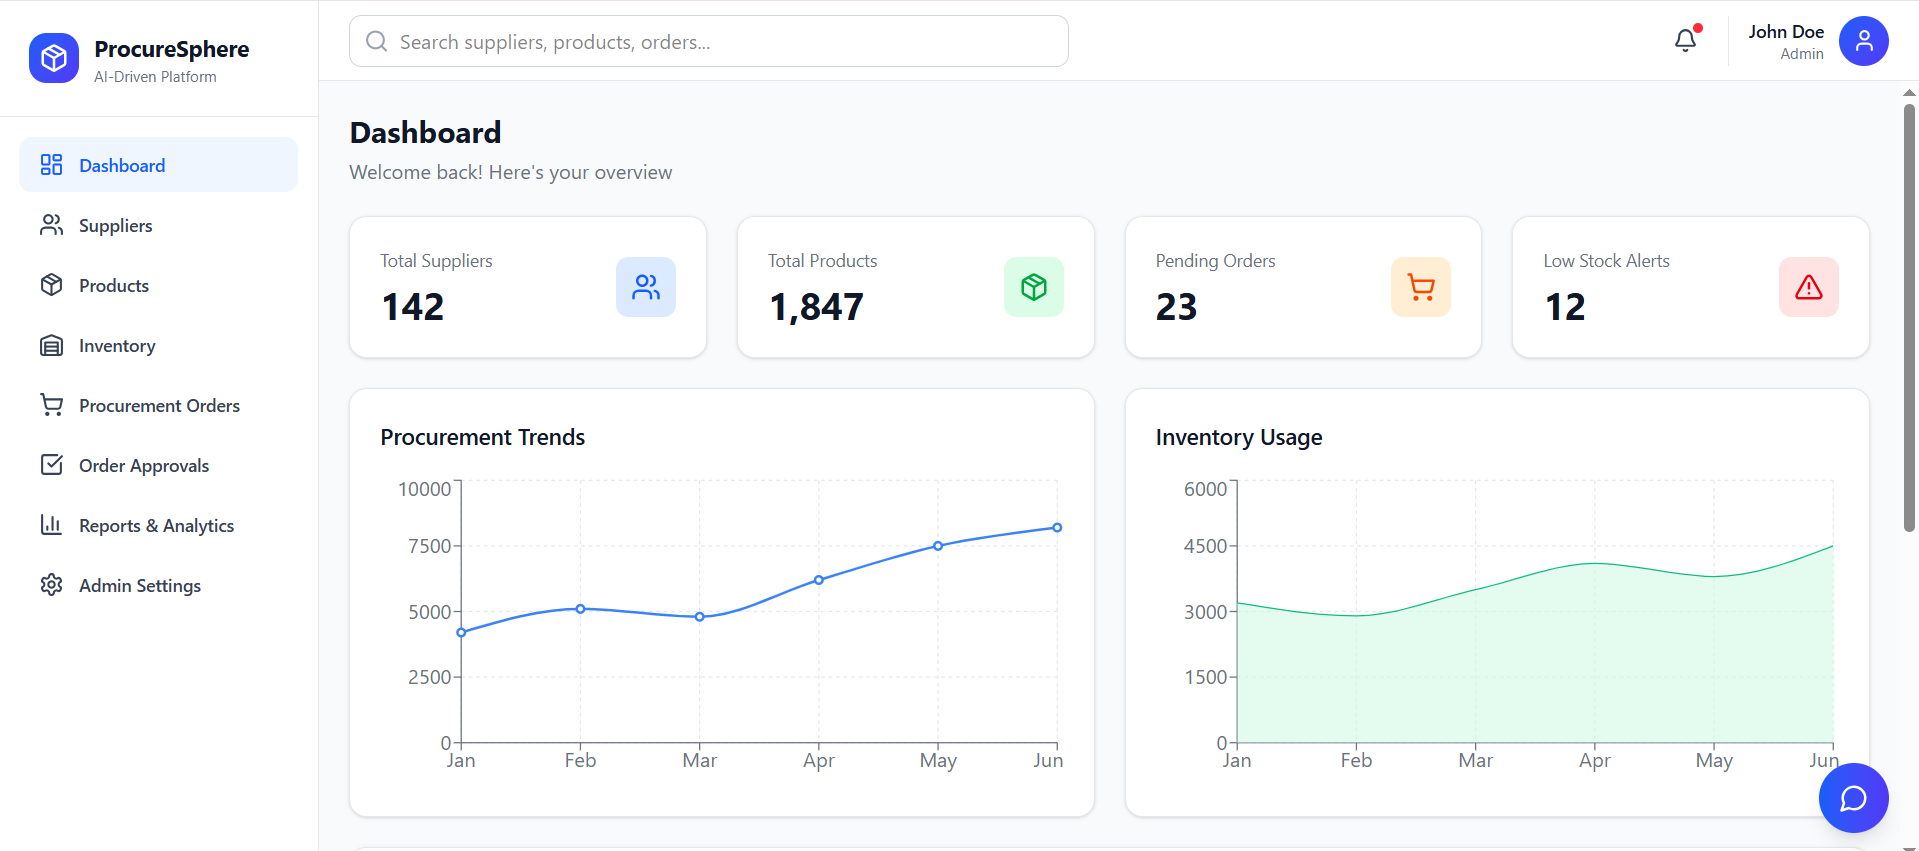 ProcureSphere
AI-Driven Platform
Search suppliers, products, orders...
John Doe
Admin
Dashboard
Suppliers
Products
Inventory
Procurement Orders
Order Approvals
Reports & Analytics
Admin Settings
Dashboard
Welcome back! Here's your overview
Total Suppliers
142
Total Products
1,847
Pending Orders
23
Low Stock Alerts
12
Procurement Trends
10000
7500
5000
2500
0
Jan Feb Mar Apr May Jun
Inventory Usage
6000
4500
3000
1500
0
Jan Feb Mar Apr May Jun